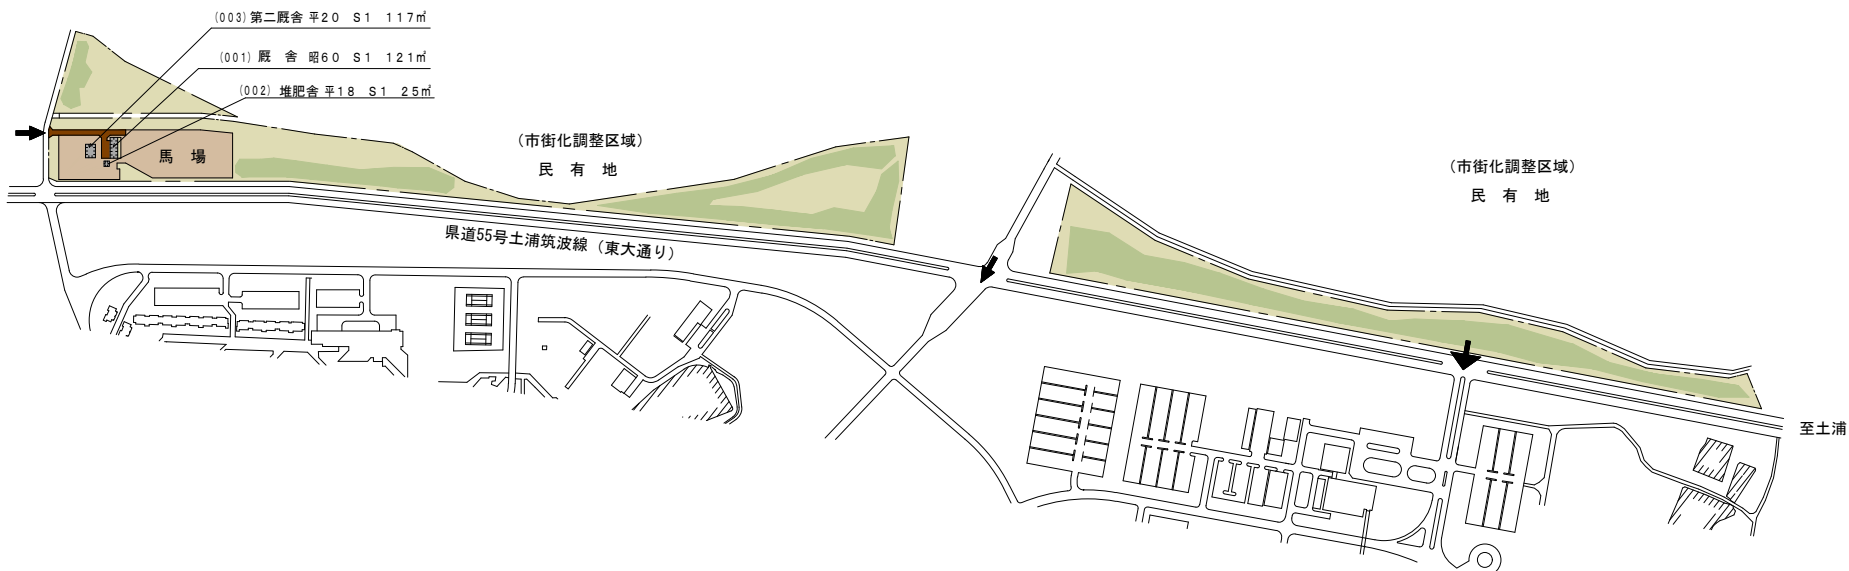 (003) 第二厩舎 平20 S1 117㎡
(001) 厩 舎 昭60 S1 121㎡
(002) 堆肥舎 平18 S1 25㎡
馬 場
(市街化調整区域)
民 有 地
(市街化調整区域)
民 有 地
県道55号土浦筑波線（東大通り）
至土浦